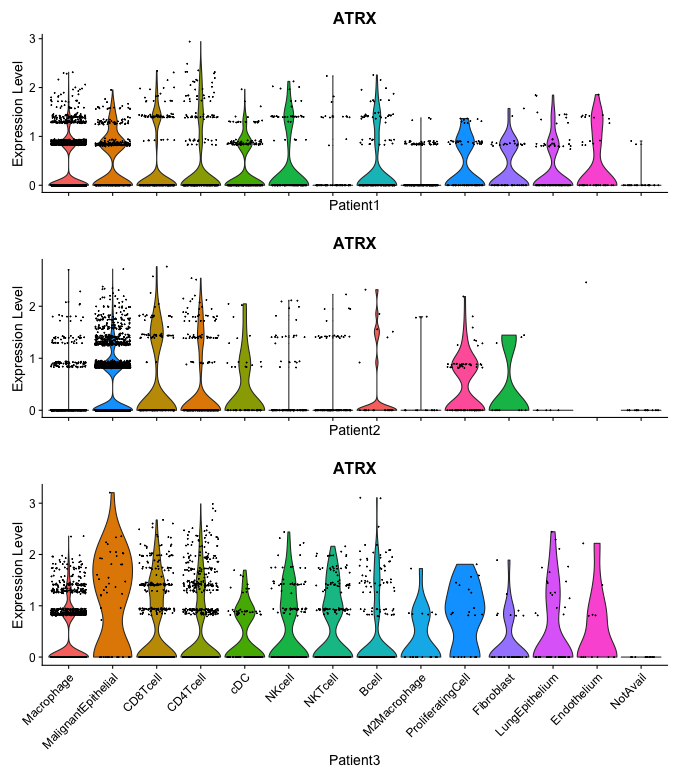 ATRX
Expression Level
3
2
1
0
Patient1
ATRX
Expression Level
2
1
0
Patient2
ATRX
Expression Level
3
2
1
0
Macrophage
MalignantEpithelial
CD8Tcell
CD4Tcell
cDC
NKcell
NKTcell
Bcell
M2Macrophage
ProliferatingCell
Fibroblast
LungEpithelium
Endothelium
NotAvail
Patient3